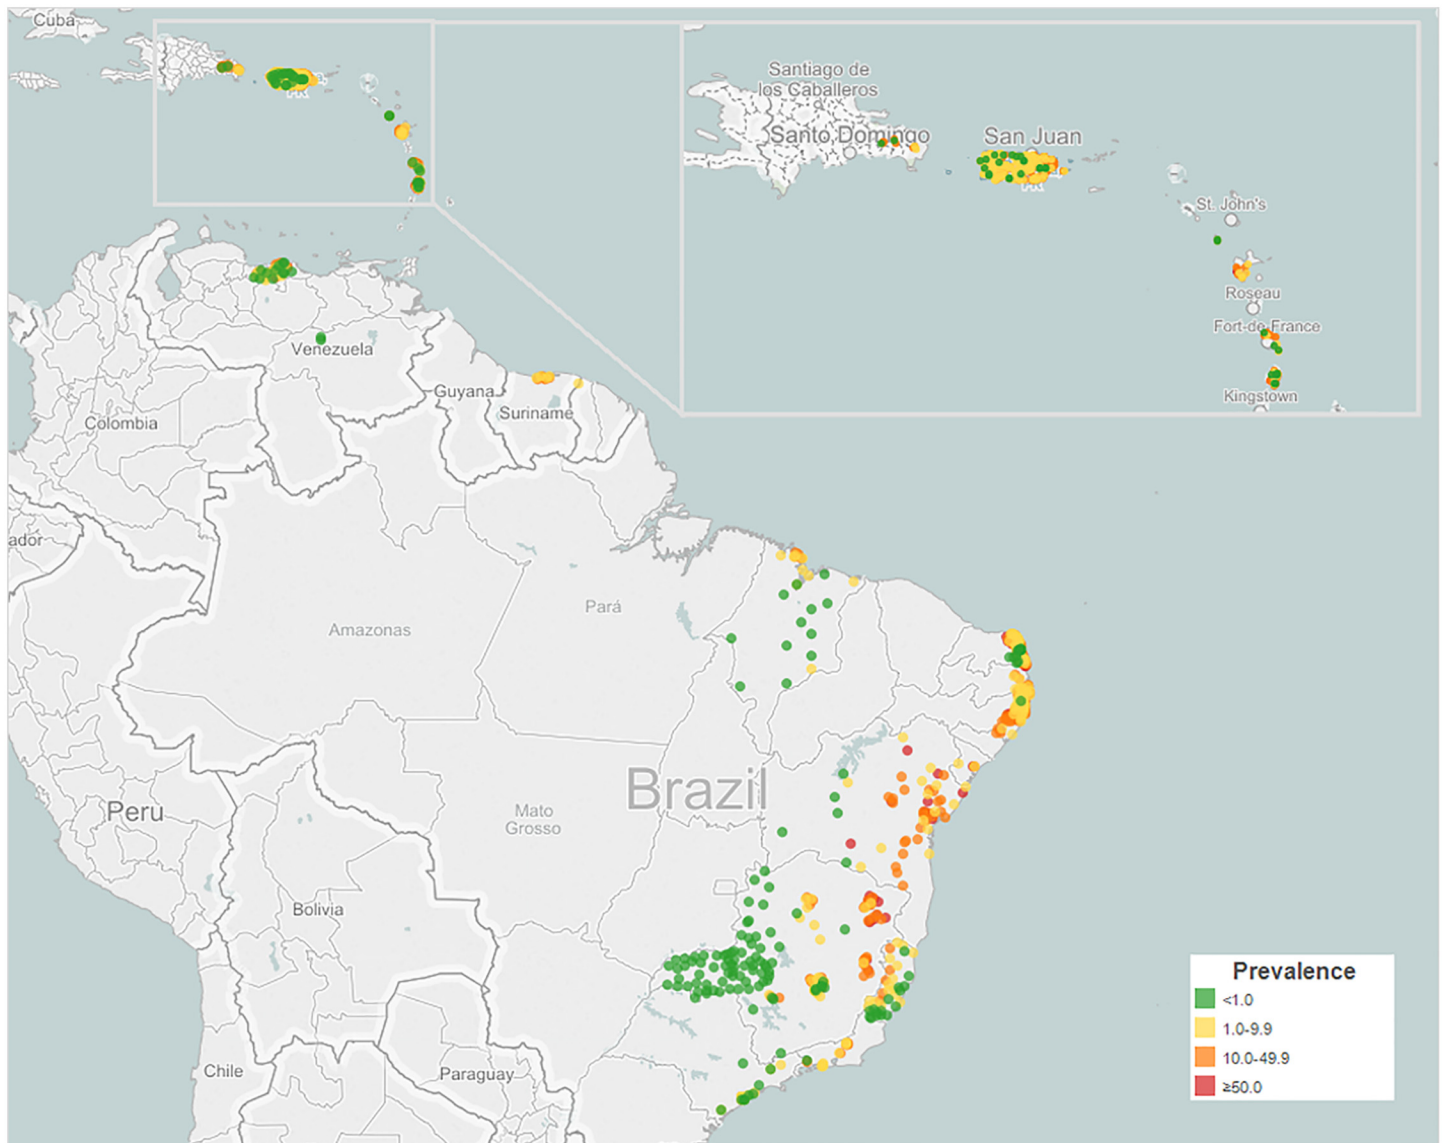 Cuba
Santiago de
los Caballeros
Santo Domingo
San Juan
PR
PR
St. John's
Roseau
Fort-de-France
Kingstown
Venezuela
Guyana
Suriname
Colombia
ador
Pará
Amazonas
Brazil
Peru
Mato
Grosso
Bolivia
Chile
Paraguay
Prevalence
<1.0
1.0-9.9
10.0-49.9
≥50.0